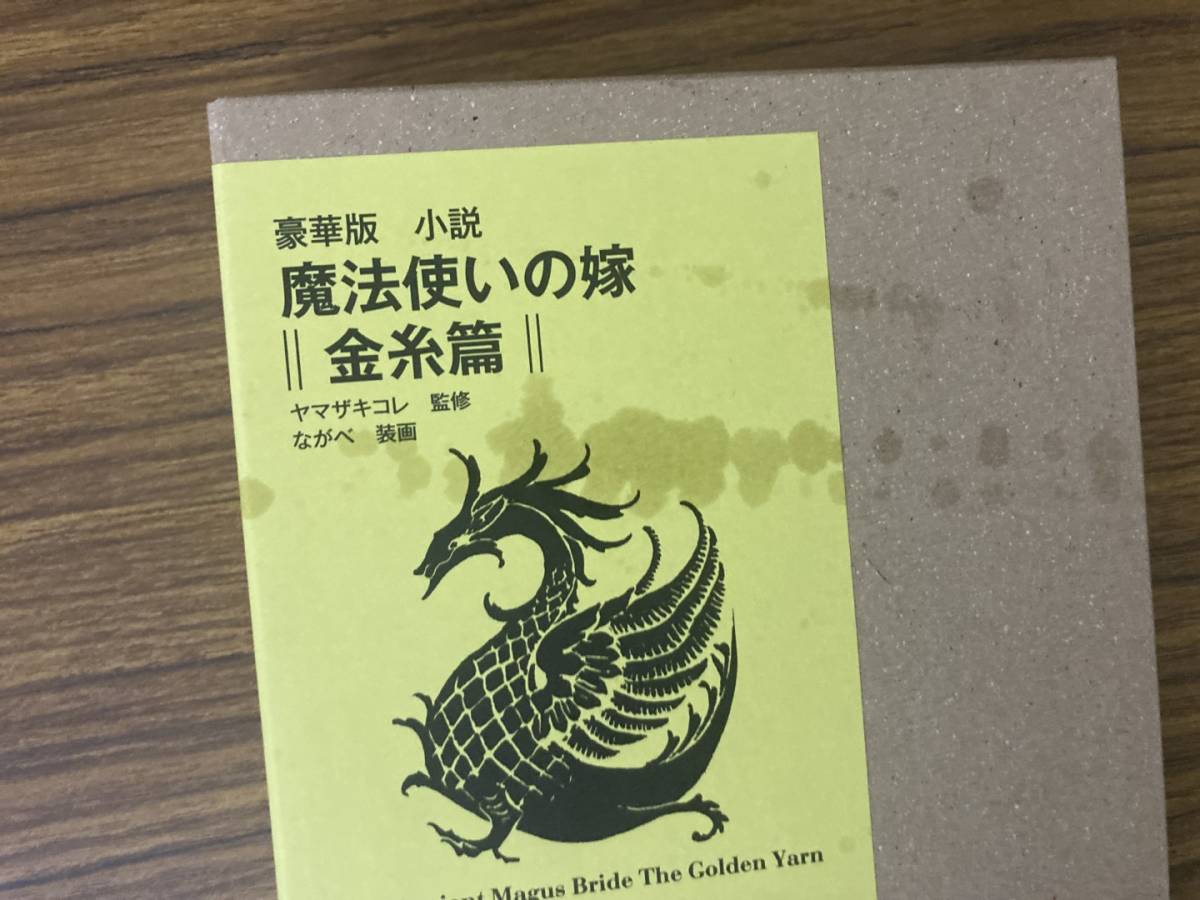 豪華版 小説
魔法使いの嫁
金糸篇
ヤマザキコレ 監修
ながべ 装画
Magus Bride The Golden Yarn